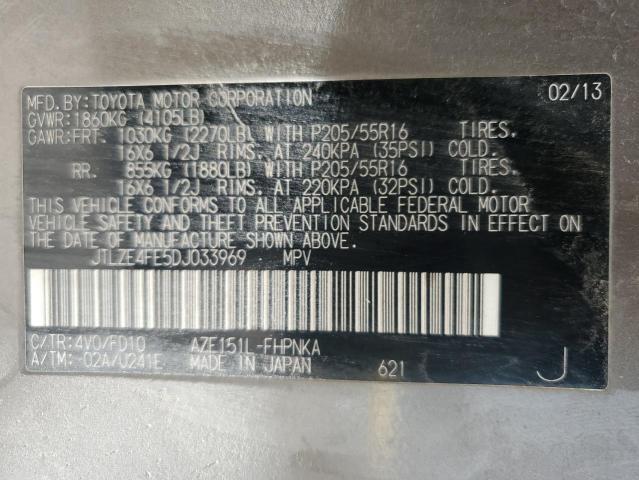 MFD. BY: TOYOTA MOTOR CORPORATION 02/13
GVWR: 1860KG (4105LB)
GAWR: FRT. 1030KG (2270LB) WITH P205/55R16 TIRES.
16X6 1/2J RIMS. AT 240KPA (35PSI) COLD.
RR. 855KG (1880LB) WITH P205/55R16 TIRES.
16X6 1/2J RIMS. AT 220KPA (32PSI) COLD.
THIS VEHICLE CONFORMS TO ALL APPLICABLE FEDERAL MOTOR
VEHICLE SAFETY AND THEFT PREVENTION STANDARDS IN EFFECT ON
THE DATE OF MANUFACTURE SHOWN ABOVE.
JTLZE4FE5DJ033969 MPV
C/TR: 4V0/FD10 AZE151L-FHPNKA
A/TM: -02A/U241E MADE IN JAPAN 621 J